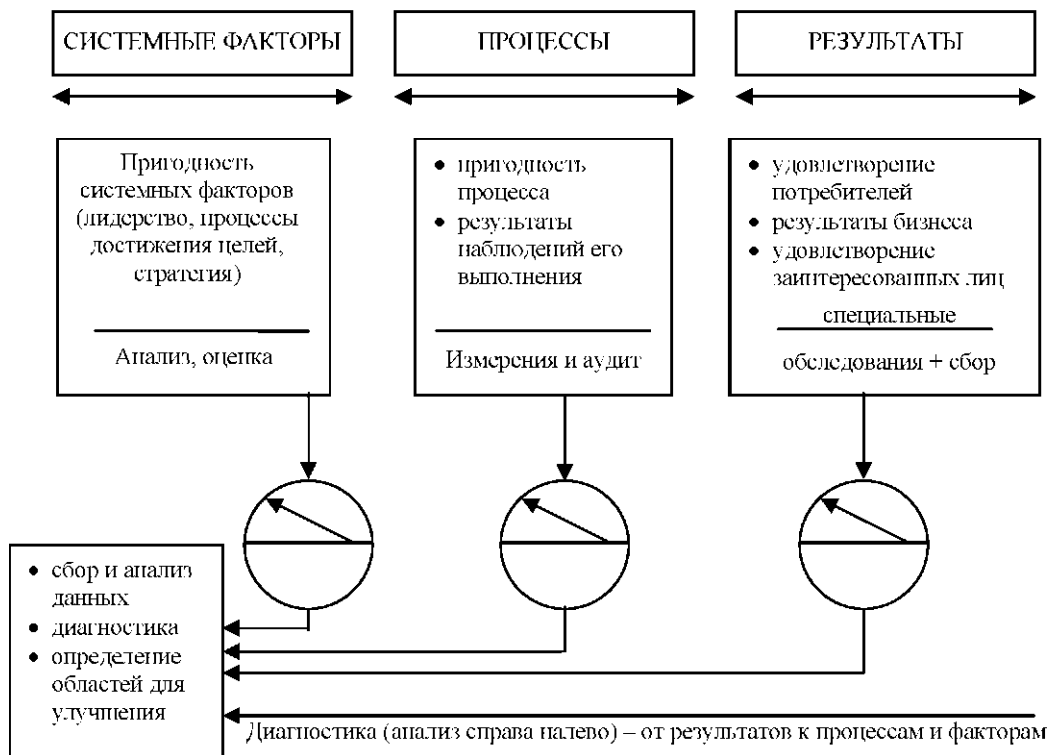 СИСТЕМНЫЕ ФАКТОРЫ
ПРОЦЕССЫ
РЕЗУЛЬТАТЫ
Пригодность
системных факторов
(лидерство, процессы
достижения целей,
стратегия)
Анализ, оценка
• пригодность
процесса
• результаты
наблюдений его
выполнения
Измерения и аудит
• удовлетворение
потребителей
• результаты бизнеса
• удовлетворение
заинтересованных лиц
специальные
обследования + сбор
• сбор и анализ
данных
• диагностика
• определение
областей для
улучшения
Диагностика (анализ справа налево) – от результатов к процессам и факторам